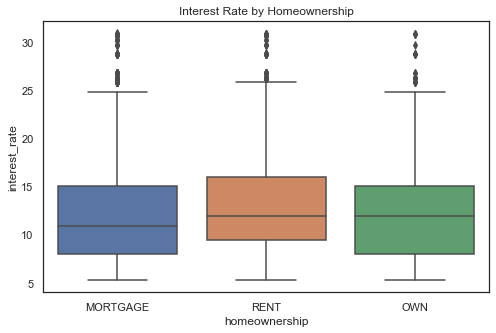 Interest Rate by Homeownership
30
25
20
15
10
5
interest_rate
MORTGAGE
RENT
OWN
homeownership